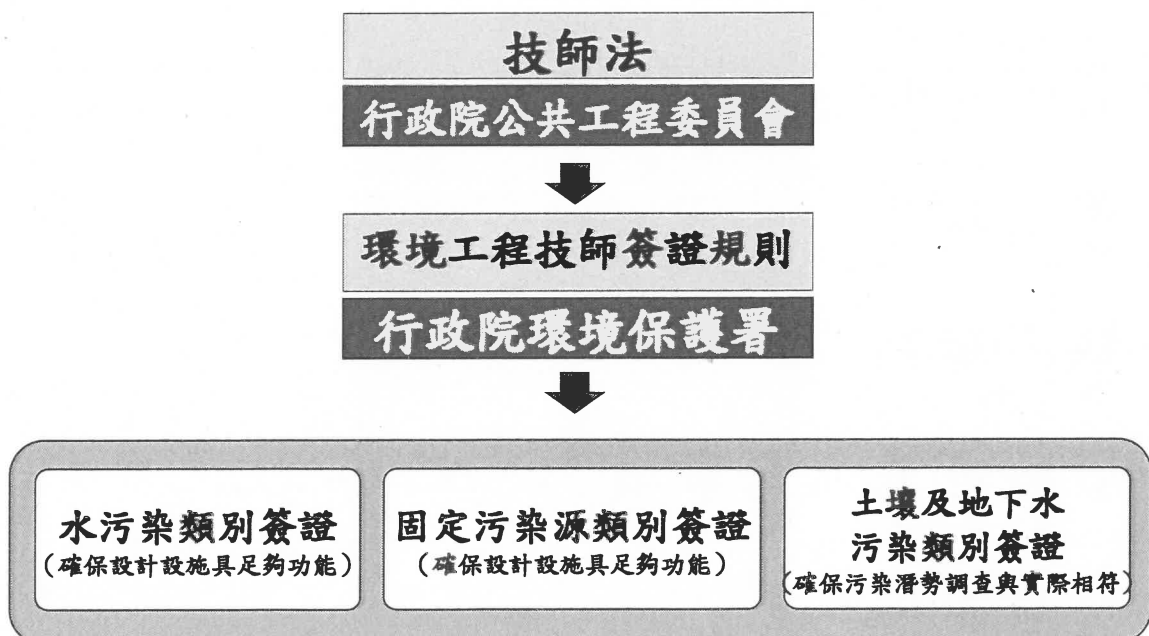 技師法
行政院公共工程委員會
環境工程技師簽證規則
行政院環境保護署
水污染類別簽證
(確保設計設施具足夠功能)
固定污染源類別簽證
(確保設計設施具足夠功能)
土壤及地下水
污染類別簽證
(確保污染潛勢調查與實際相符)